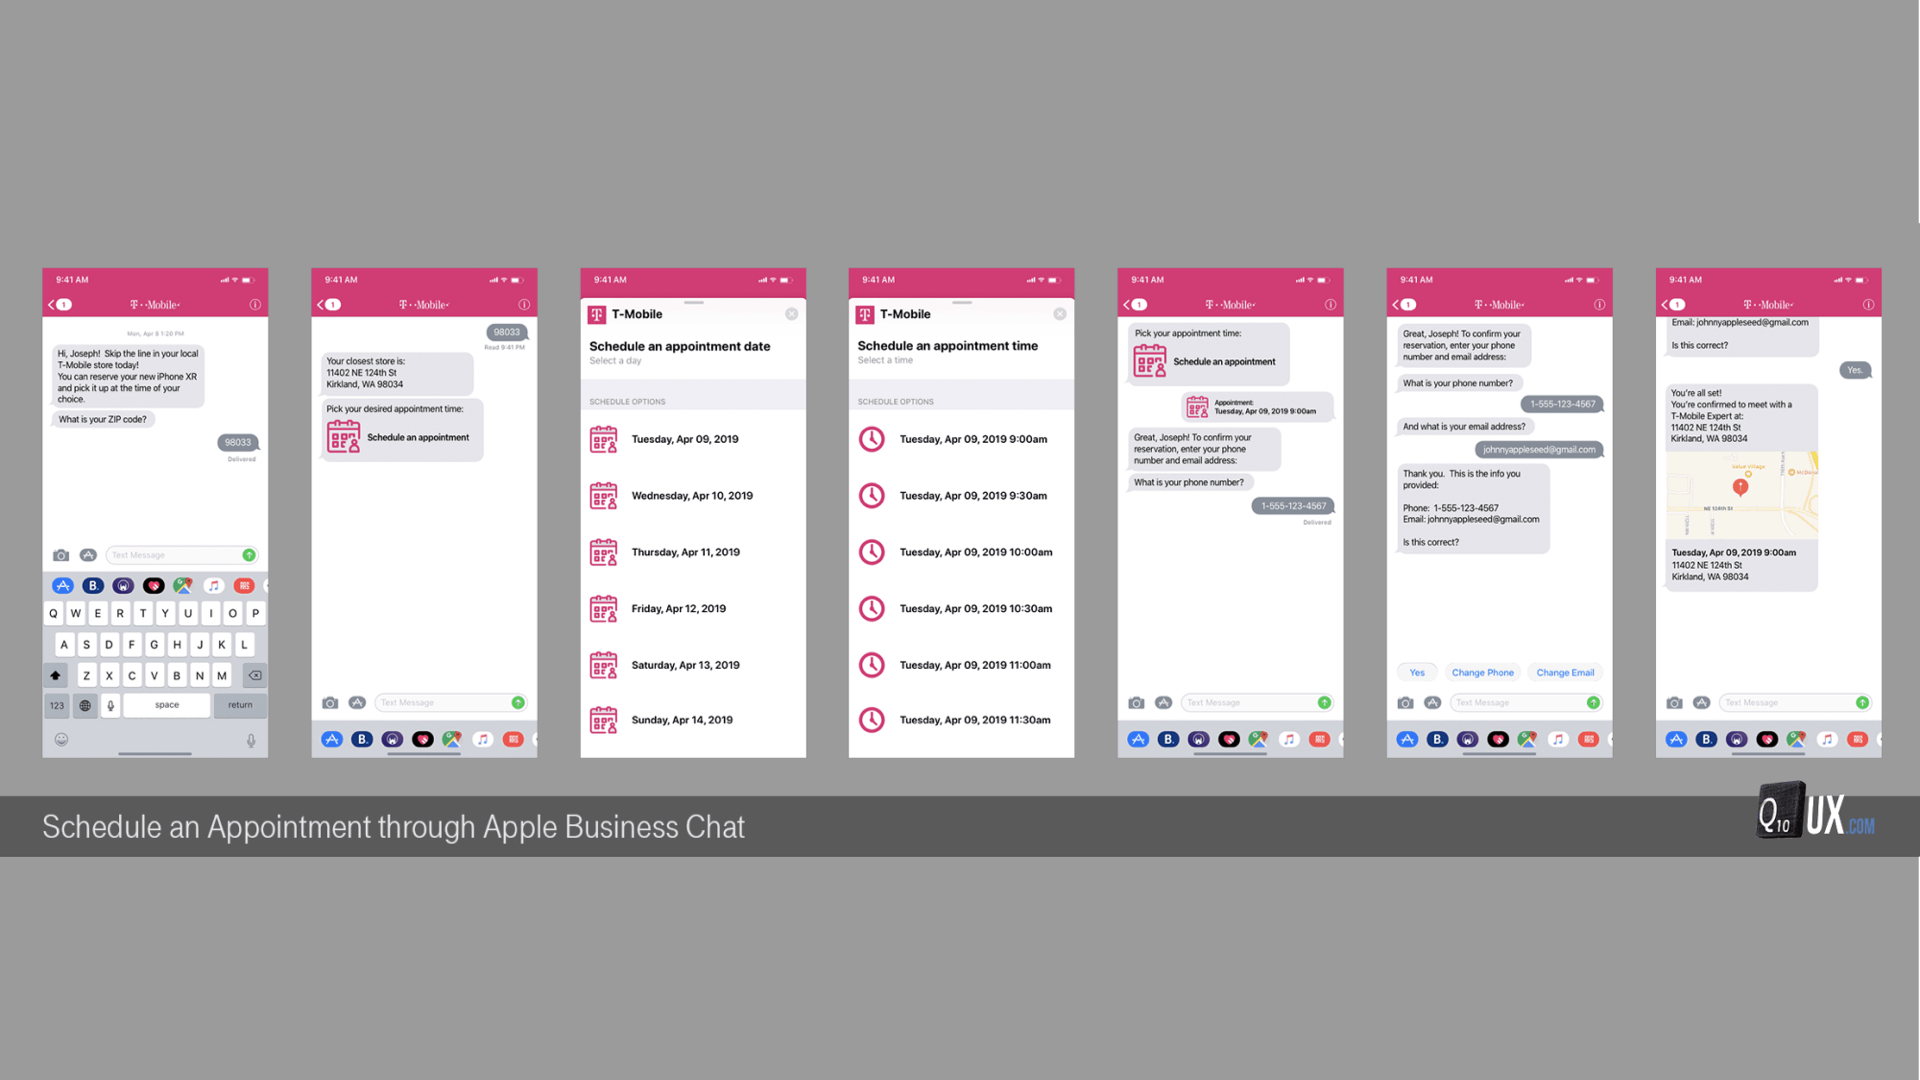 9:41 AM
1
T··Mobile·
Mon, Apr 8 1:20 PM
Hi, Joseph! Skip the line in your local
T-Mobile store today!
You can reserve your new iPhone XR
and pick it up at the time of your
choice.
What is your ZIP code?
98033
Delivered
Text Message
B.
Q W E R T Y U I O P
A S D F G H J K L
Z X C V B N M
123
space
return
9:41 AM
1
T··Mobile·
98033
Read 9:41 PM
Your closest store is:
11402 NE 124th St
Kirkland, WA 98034
Pick your desired appointment time:
Schedule an appointment
Text Message
B.
9:41 AM
T T-Mobile
Schedule an appointment date
Select a day
SCHEDULE OPTIONS
Tuesday, Apr 09, 2019
Wednesday, Apr 10, 2019
Thursday, Apr 11, 2019
Friday, Apr 12, 2019
Saturday, Apr 13, 2019
Sunday, Apr 14, 2019
9:41 AM
T T-Mobile
Schedule an appointment time
Select a time
SCHEDULE OPTIONS
Tuesday, Apr 09, 2019 9:00am
Tuesday, Apr 09, 2019 9:30am
Tuesday, Apr 09, 2019 10:00am
Tuesday, Apr 09, 2019 10:30am
Tuesday, Apr 09, 2019 11:00am
Tuesday, Apr 09, 2019 11:30am
9:41 AM
1
T··Mobile·
Pick your appointment time:
Schedule an appointment
Appointment:
Tuesday, Apr 09, 2019 9:00am
Great, Joseph! To confirm your
reservation, enter your phone
number and email address:
What is your phone number?
1-555-123-4567
Delivered
Text Message
B.
9:41 AM
1
T··Mobile·
Great, Joseph! To confirm your
reservation, enter your phone
number and email address:
What is your phone number?
1-555-123-4567
And what is your email address?
johnnyappleseed@gmail.com
Thank you. This is the info you
provided:
Phone: 1-555-123-4567
Email: johnnyappleseed@gmail.com
Is this correct?
Yes
Change Phone
Change Email
Text Message
B.
9:41 AM
1
T··Mobile·
Email: johnnyappleseed@gmail.com
Is this correct?
Yes.
You're all set!
You're confirmed to meet with a
T-Mobile Expert at:
11402 NE 124th St
Kirkland, WA 98034
Value Village
Tuesday, Apr 09, 2019 9:00am
11402 NE 124th St
Kirkland, WA 98034
Text Message
B.
Schedule an Appointment through Apple Business Chat
Q10 UX.COM